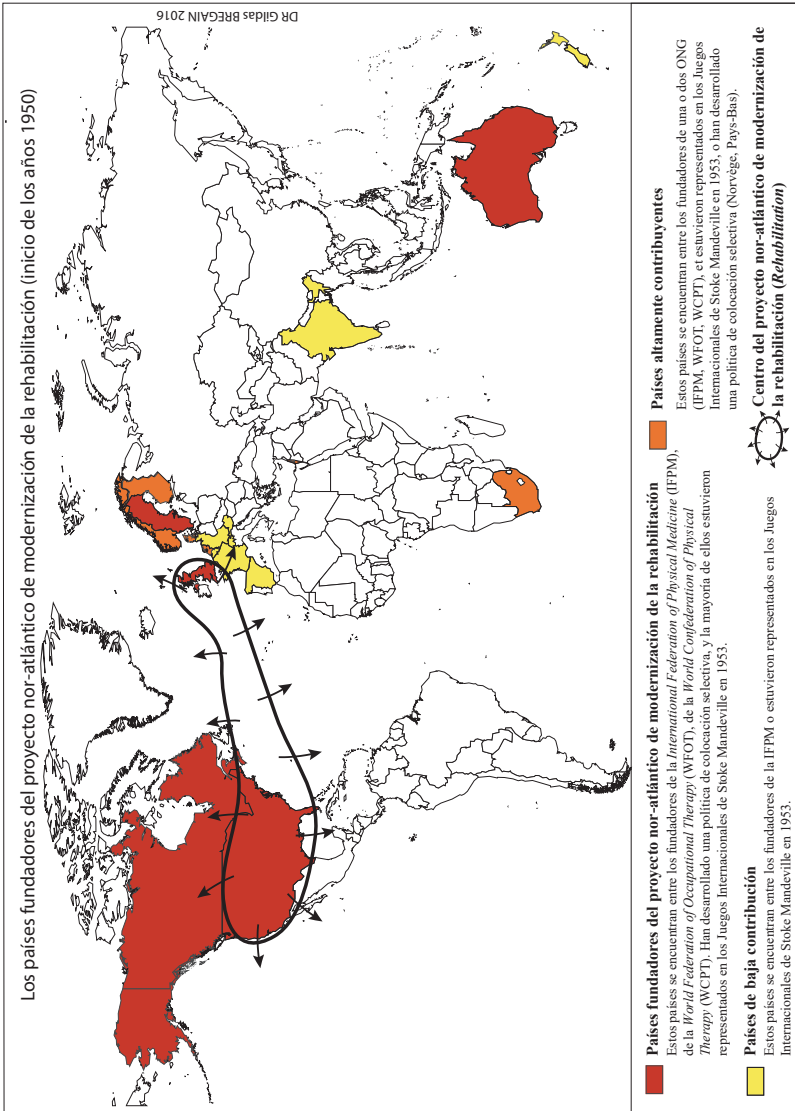 Los países fundadores del proyecto nor-atlántico de modernización de la rehabilitación (inicio de los años 1950)
DR Gildas BREGAIN 2016
Países fundadores del proyecto nor-atlántico de modernización de la rehabilitación
Estos países se encuentran entre los fundadores de la International Federation of Physical Medicine (IFPM),
de la World Federation of Occupational Therapy (WFOT), de la World Confederation of Physical
Therapy (WCPT). Han desarrollado una política de colocación selectiva, y la mayoría de ellos estuvieron
representados en los Juegos Internacionales de Stoke Mandeville en 1953.
Países de baja contribución
Estos países se encuentran entre los fundadores de la IFPM o estuvieron representados en los Juegos
Internacionales de Stoke Mandeville en 1953.
Países altamente contribuyentes
Estos países se encuentran entre los fundadores de una o dos ONG
(IFPM, WFOT, WCPT), et estuvieron representados en los Juegos
Internacionales de Stoke Mandeville en 1953, o han desarrollado
una política de colocación selectiva (Norvège, Pays-Bas).
Centro del proyecto nor-atlántico de modernización de
la rehabilitación (Rehabilitation)